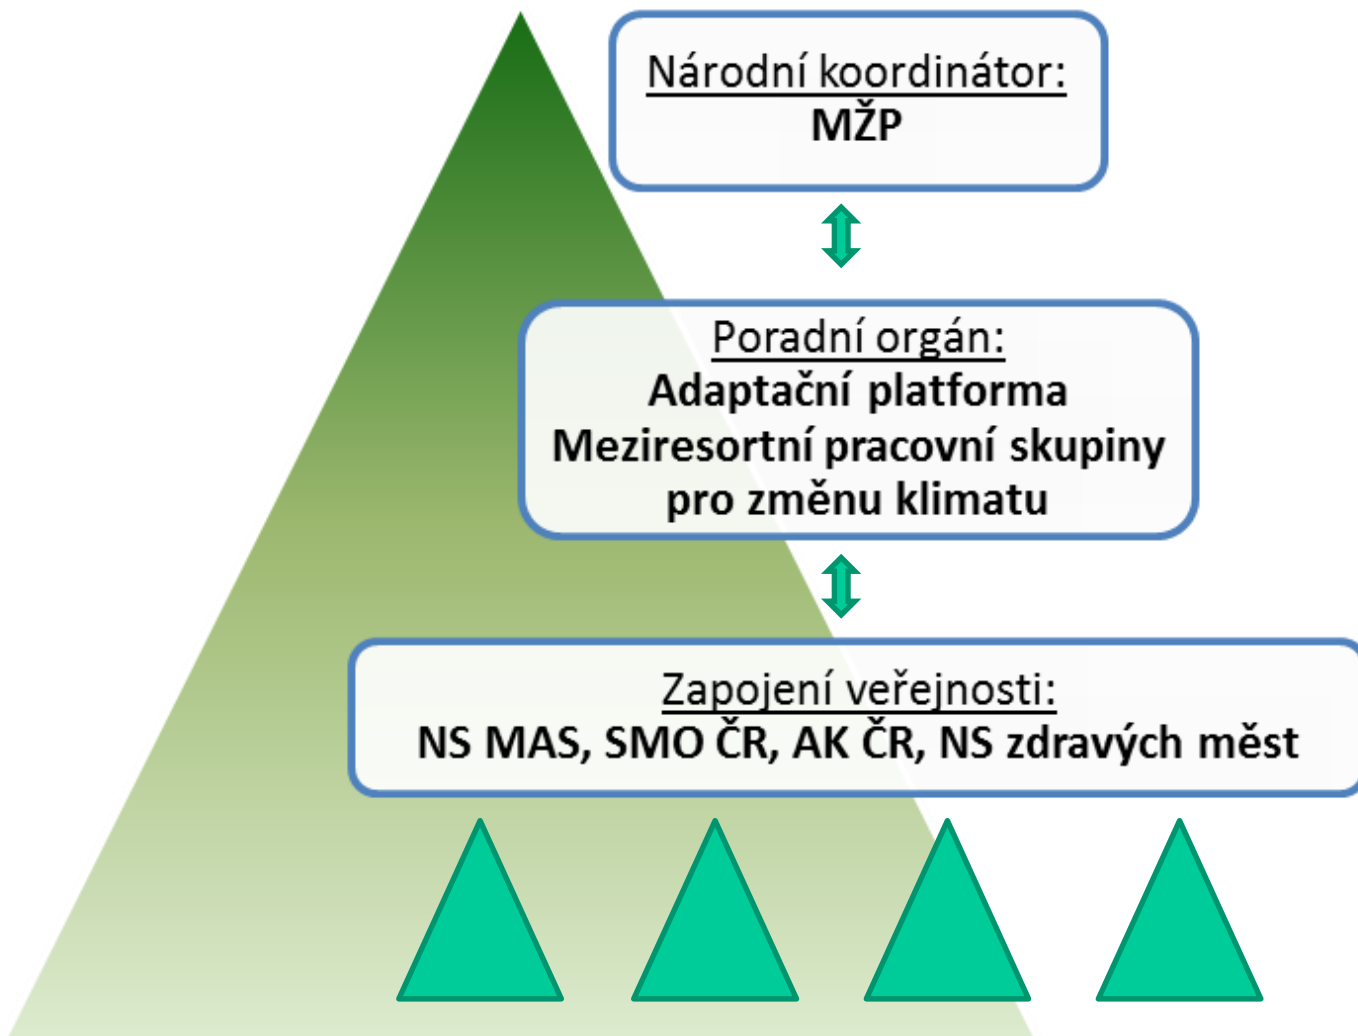 Národní koordinátor:
MŽP
Poradní orgán:
Adaptační platforma
Meziresortní pracovní skupiny
pro změnu klimatu
Zapojení veřejnosti:
NS MAS, SMO ČR, AK ČR, NS zdravých měst